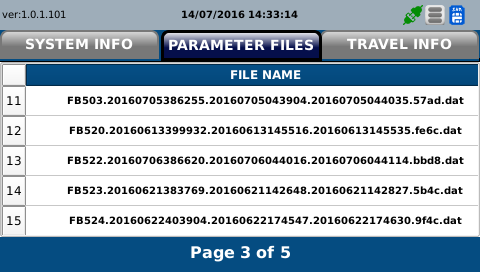 ver:1.0.1.101 14/07/2016 14:33:14
SYSTEM INFO PARAMETER FILES TRAVEL INFO
FILE NAME
11 FB503.20160705386255.20160705043904.20160705044035.57ad.dat
12 FB520.20160613399932.20160613145516.20160613145535.fe6c.dat
13 FB522.20160706386620.20160706044016.20160706044114.bbd8.dat
14 FB523.20160621383769.20160621142648.20160621142827.5b4c.dat
15 FB524.20160622403904.20160622174547.20160622174630.9f4c.dat
Page 3 of 5